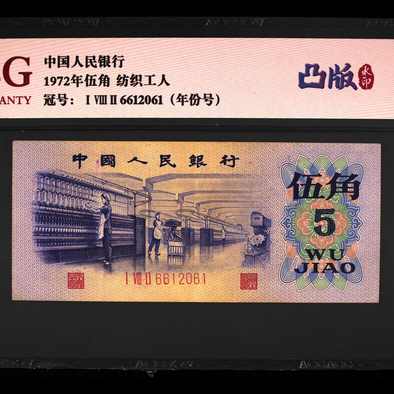 G
中国人民银行
ANTY
1972年伍角 纺织工人
冠号： I VIII II 6612061（年份号）
凸版
水印
中國人民銀行
伍角
5
WU
JIAO
I VIII II 6612061